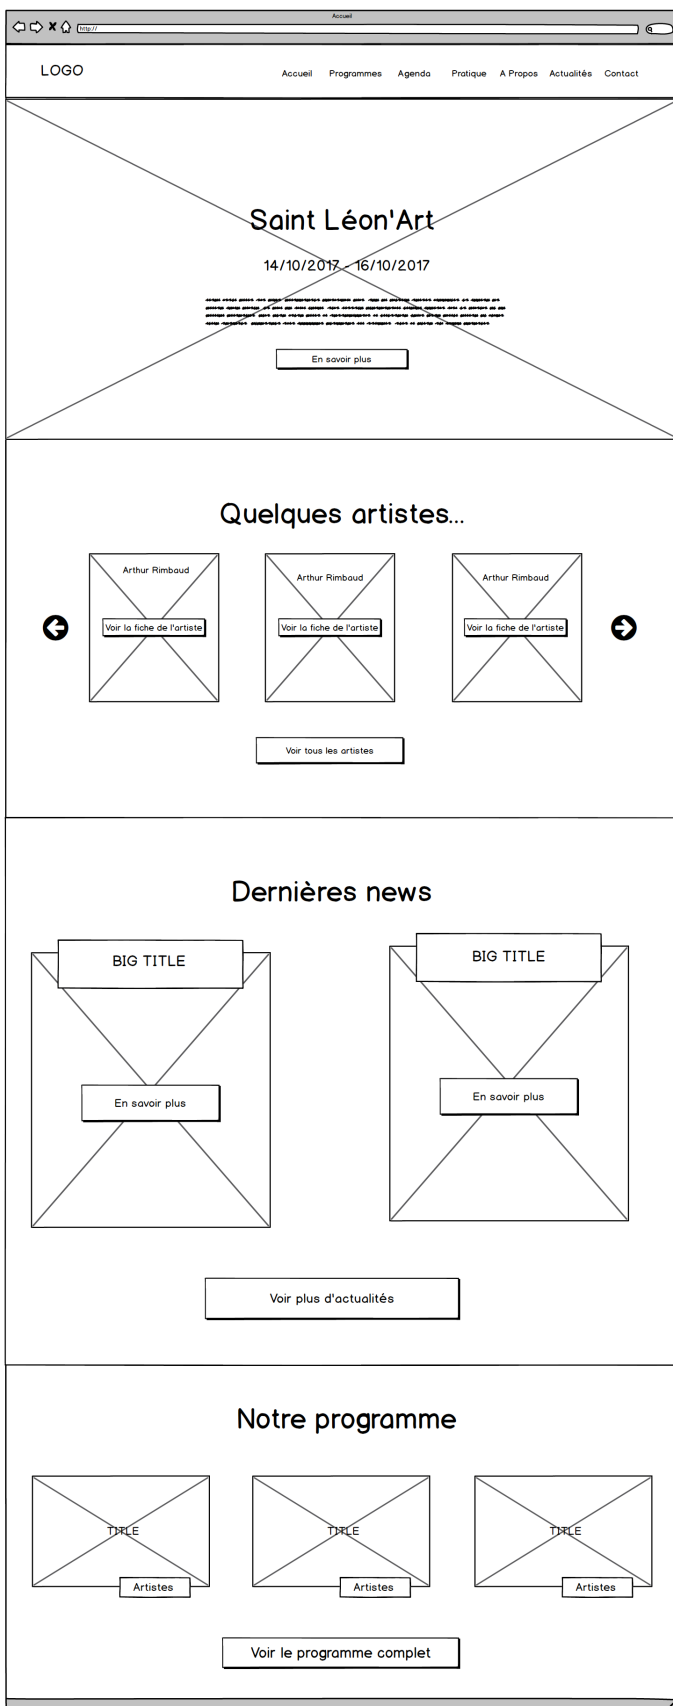 Accueil
http://
LOGO
Accueil Programmes Agenda Pratique A Propos Actualités Contact
Saint Léon'Art
14/10/2017 - 16/10/2017
En savoir plus
Quelques artistes...
Arthur Rimbaud
Voir la fiche de l'artiste
Arthur Rimbaud
Voir la fiche de l'artiste
Arthur Rimbaud
Voir la fiche de l'artiste
Voir tous les artistes
Dernières news
BIG TITLE
En savoir plus
BIG TITLE
En savoir plus
Voir plus d'actualités
Notre programme
TITLE
Artistes
TITLE
Artistes
TITLE
Artistes
Voir le programme complet